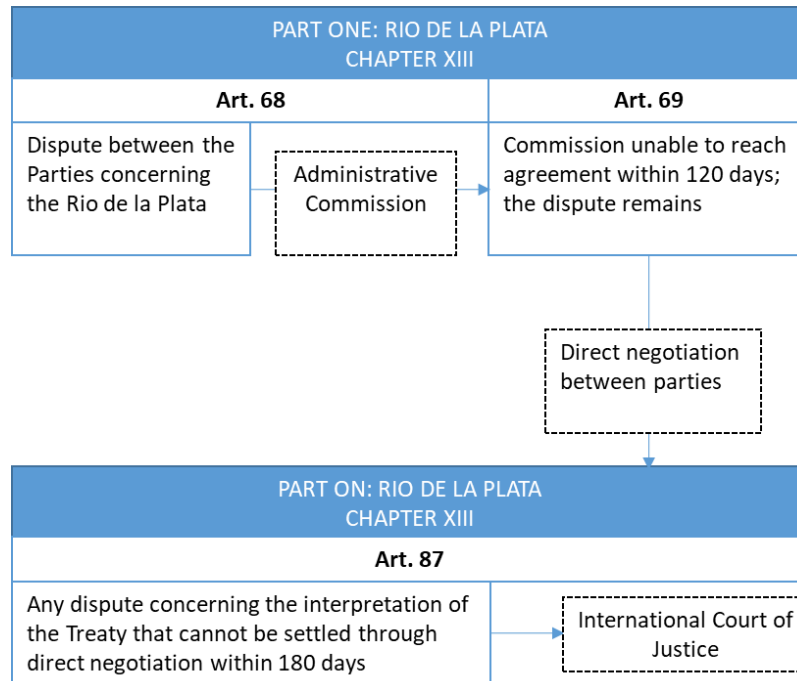 PART ONE: RIO DE LA PLATA
CHAPTER XIII
Art. 68
Art. 69
Dispute between the
Parties concerning
the Rio de la Plata
Administrative
Commission
Commission unable to reach
agreement within 120 days;
the dispute remains
Direct negotiation
between parties
PART ON: RIO DE LA PLATA
CHAPTER XIII
Art. 87
Any dispute concerning the interpretation of
the Treaty that cannot be settled through
direct negotiation within 180 days
International Court of
Justice